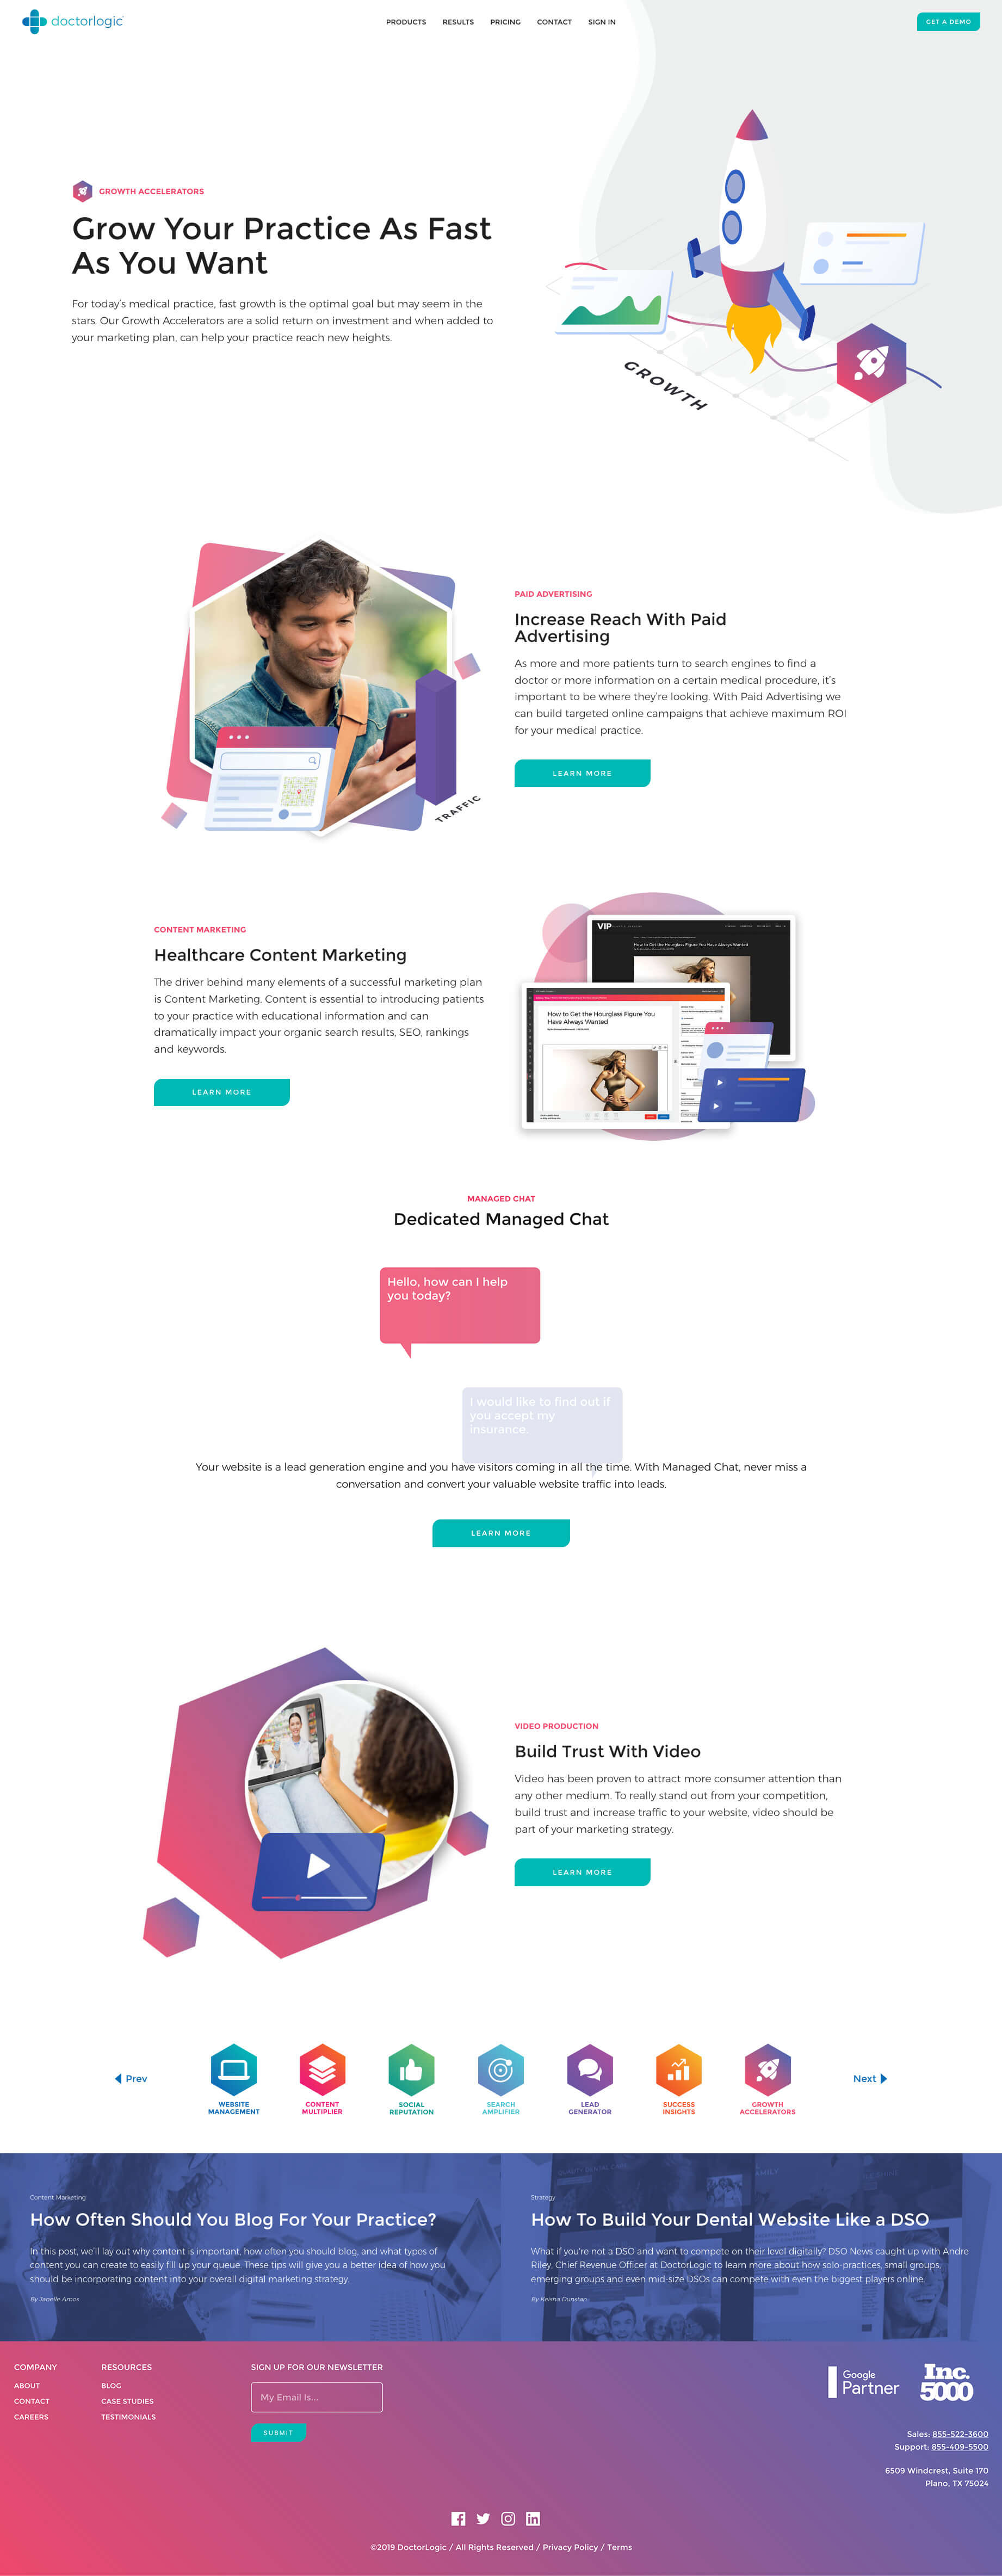 doctorlogic
PRODUCTS RESULTS PRICING CONTACT SIGN IN
GET A DEMO
GROWTH ACCELERATORS
Grow Your Practice As Fast
As You Want
For today's medical practice, fast growth is the optimal goal but may seem in the
stars. Our Growth Accelerators are a solid return on investment and when added to
your marketing plan, can help your practice reach new heights.
GROWTH
TRAFFIC
PAID ADVERTISING
Increase Reach With Paid
Advertising
As more and more patients turn to search engines to find a
doctor or more information on a certain medical procedure, it's
important to be where they're looking. With Paid Advertising we
can build targeted online campaigns that achieve maximum ROI
for your medical practice.
LEARN MORE
CONTENT MARKETING
Healthcare Content Marketing
The driver behind many elements of a successful marketing plan
is Content Marketing. Content is essential to introducing patients
to your practice with educational information and can
dramatically impact your organic search results, SEO, rankings
and keywords.
LEARN MORE
VIP
How to Get the Hourglass Figure You Have Always Wanted
How to Get the Hourglass Figure You
Have Always Wanted
MANAGED CHAT
Dedicated Managed Chat
Hello, how can I help
you today?
I would like to find out if
you accept my
insurance.
Your website is a lead generation engine and you have visitors coming in all the time. With Managed Chat, never miss a
conversation and convert your valuable website traffic into leads.
LEARN MORE
VIDEO PRODUCTION
Build Trust With Video
Video has been proven to attract more consumer attention than
any other medium. To really stand out from your competition,
build trust and increase traffic to your website, video should be
part of your marketing strategy.
LEARN MORE
Prev
WEBSITE
MANAGEMENT
CONTENT
MULTIPLIER
SOCIAL
REPUTATION
SEARCH
AMPLIFIER
LEAD
GENERATOR
SUCCESS
INSIGHTS
GROWTH
ACCELERATORS
Next
Content Marketing
How Often Should You Blog For Your Practice?
In this post, we'll lay out why content is important, how often you should blog, and what types of
content you can create to easily fill up your queue. These tips will give you a better idea of how you
should be incorporating content into your overall digital marketing strategy.
By Janelle Amos
Strategy
How To Build Your Dental Website Like a DSO
What if you're not a DSO and want to compete on their level digitally? DSO News caught up with Andre
Riley, Chief Revenue Officer at DoctorLogic to learn more about how solo-practices, small groups,
emerging groups and even mid-size DSOs can compete with even the biggest players online.
By Keisha Dunstan
COMPANY
ABOUT
CONTACT
CAREERS
RESOURCES
BLOG
CASE STUDIES
TESTIMONIALS
SIGN UP FOR OUR NEWSLETTER
My Email Is...
SUBMIT
Google
Partner
Inc.
5000
Sales: 855-522-3600
Support: 855-409-5500
6509 Windcrest, Suite 170
Plano, TX 75024
©2019 DoctorLogic / All Rights Reserved / Privacy Policy / Terms